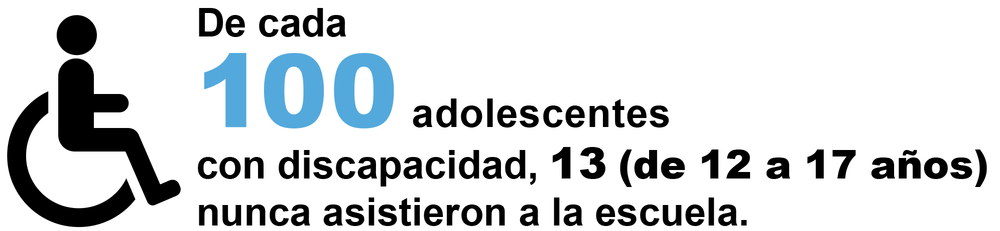 De cada
100 adolescentes
con discapacidad, 13 (de 12 a 17 años)
nunca asistieron a la escuela.